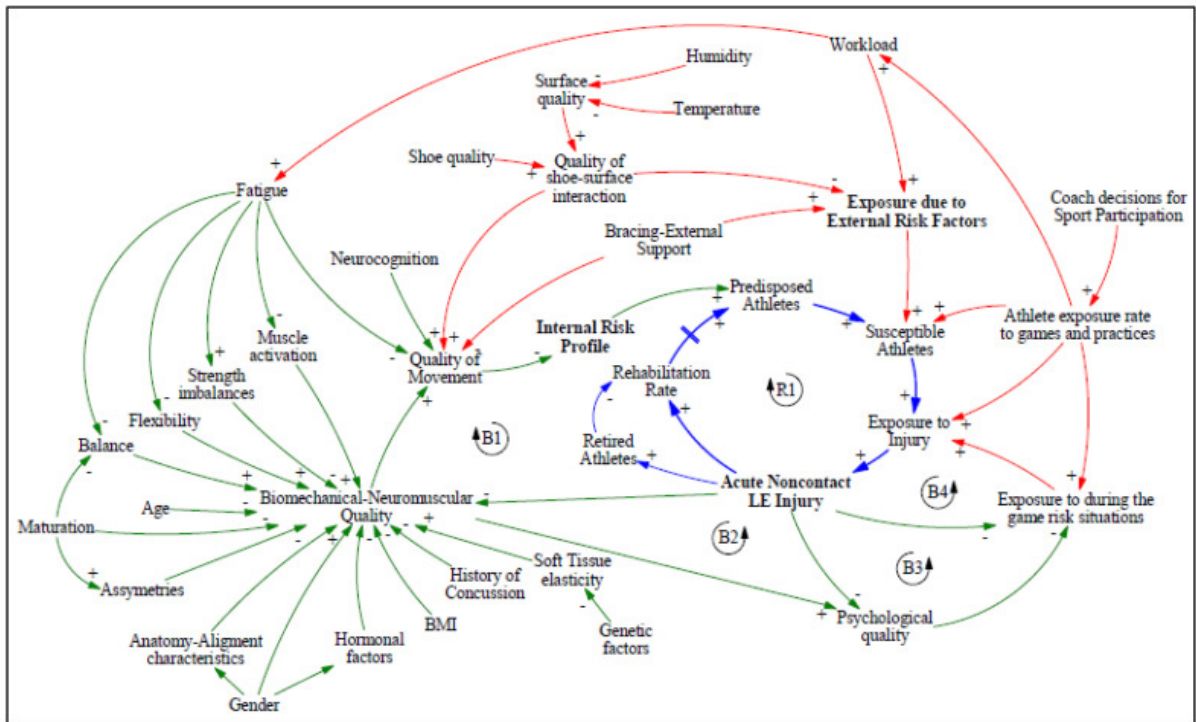 Workload
Humidity
Surface
quality
Temperature
Shoe quality
Quality of
shoe-surface
interaction
Fatigue
Exposure due to
External Risk Factors
Coach decisions for
Sport Participation
Bracing-External
Support
Neurocognition
Predisposed
Athletes
Internal Risk
Profile
Susceptible
Athletes
Athlete exposure rate
to games and practices
Muscle
activation
Quality of
Movement
Strength
imbalances
Rehabilitation
Rate
R1
Flexibility
Balance
B1
Retired
Athletes
Exposure to
Injury
Acute Noncontact
LE Injury
B4
Exposure to during the
game risk situations
Biomechanical-Neuromuscular
Quality
Age
Maturation
B2
B3
Assymetries
History of
Concussion
Soft Tissue
elasticity
Psychological
quality
BMI
Genetic
factors
Anatomy-Aligment
characteristics
Hormonal
factors
Gender